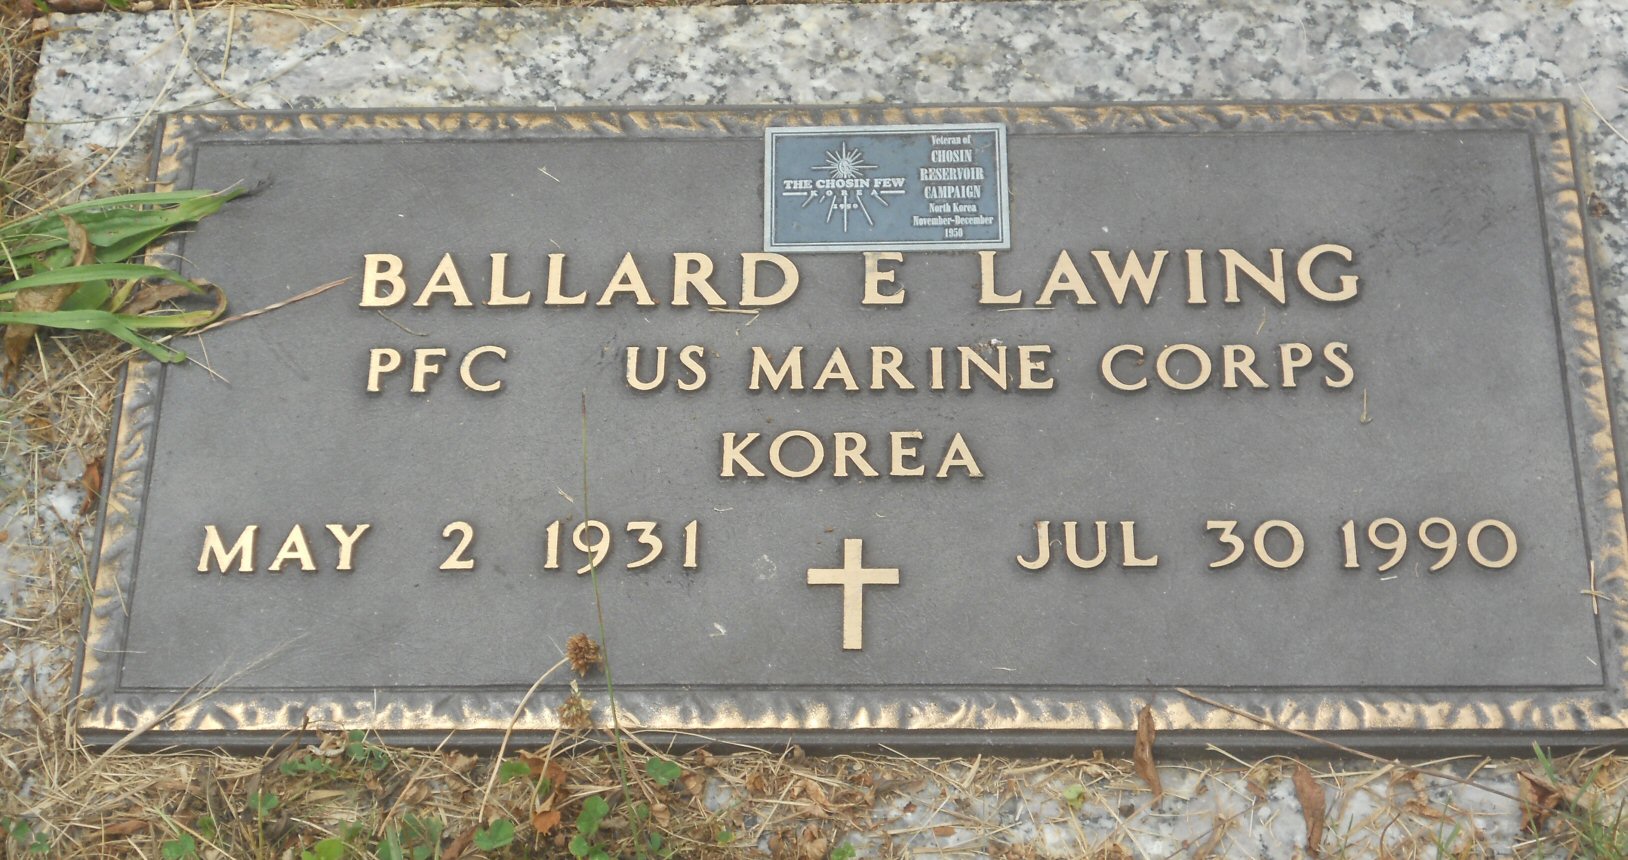 THE CHOSIN FEW
KOREA
1950
Veteran of
CHOSIN
RESERVOIR
CAMPAIGN
North Korea
November-December
1950
BALLARD E LAWING
PFC US MARINE CORPS
KOREA
MAY 2 1931 JUL 30 1990